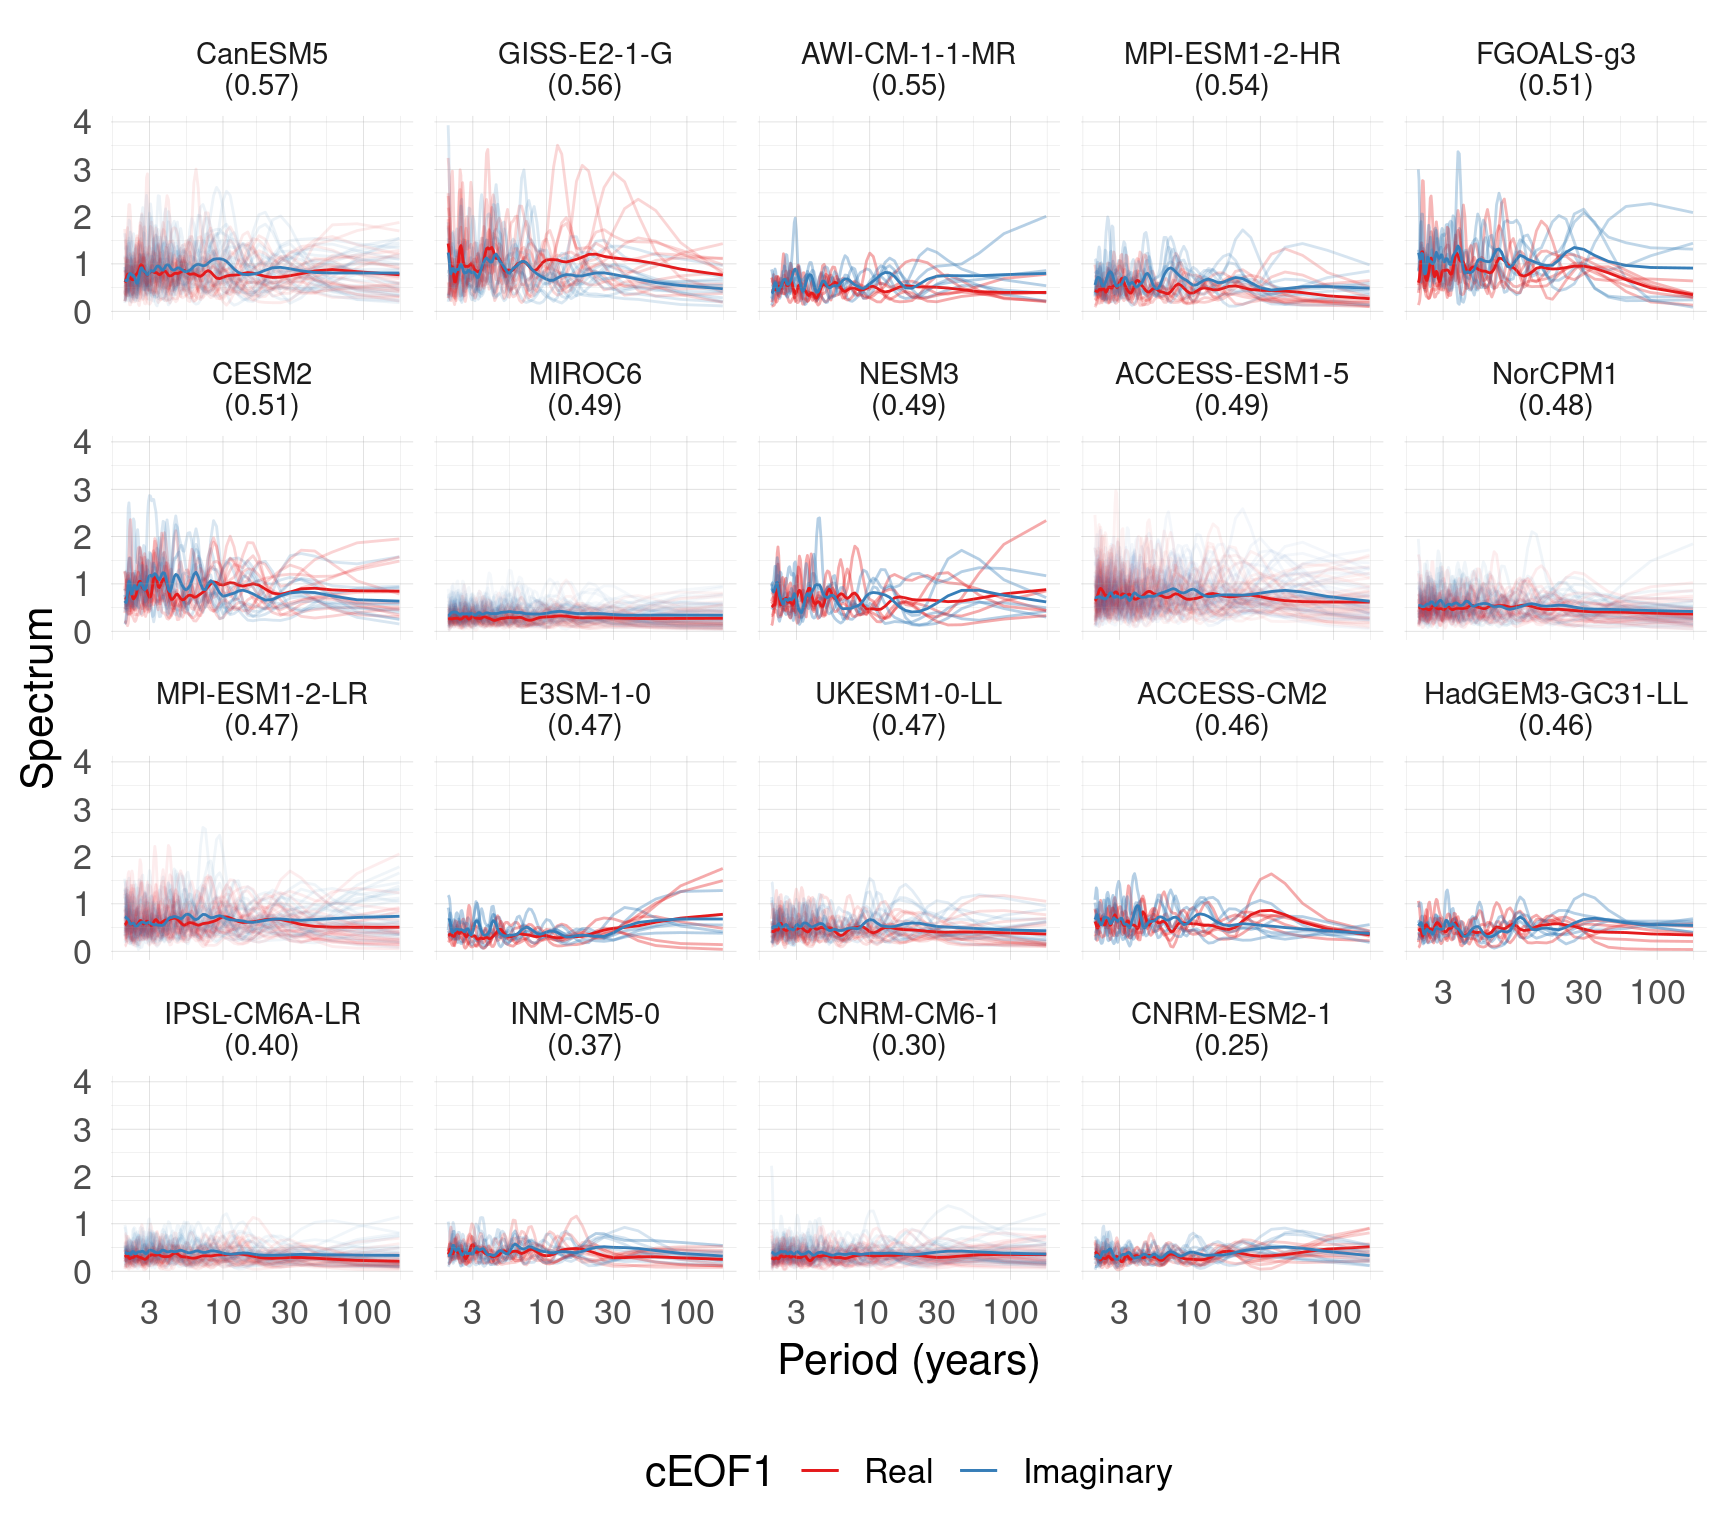 CanESM5 GISS-E2-1-G AWI-CM-1-1-MR MPI-ESM1-2-HR FGOALS-g3
(0.57) (0.56) (0.55) (0.54) (0.51)
4
3
2
1
0
CESM2 MIROC6 NESM3 ACCESS-ESM1-5 NorCPM1
(0.51) (0.49) (0.49) (0.49) (0.48)
4
3
2
1
0
Spectrum
MPI-ESM1-2-LR E3SM-1-0 UKESM1-0-LL ACCESS-CM2 HadGEM3-GC31-LL
(0.47) (0.47) (0.47) (0.46) (0.46)
4
3
2
1
0
3 10 30 100
IPSL-CM6A-LR INM-CM5-0 CNRM-CM6-1 CNRM-ESM2-1
(0.40) (0.37) (0.30) (0.25)
4
3
2
1
0
3 10 30 100 3 10 30 100 3 10 30 100 3 10 30 100
Period (years)
cEOF1 Real Imaginary